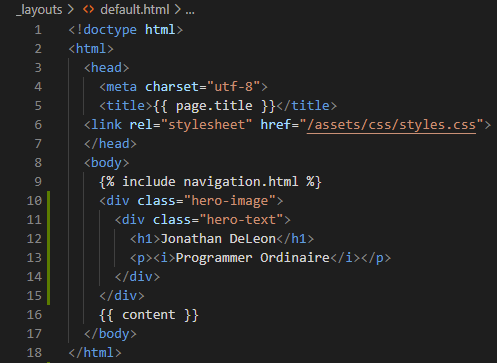 _layouts > <> default.html > ...
1 <!doctype html>
2 <html>
3   <head>
4     <meta charset="utf-8">
5     <title>{{ page.title }}</title>
6   <link rel="stylesheet" href="/assets/css/styles.css">
7   </head>
8   <body>
9     {% include navigation.html %}
10     <div class="hero-image">
11       <div class="hero-text">
12         <h1>Jonathan DeLeon</h1>
13         <p><i>Programmer Ordinaire</i></p>
14       </div>
15     </div>
16     {{ content }}
17   </body>
18 </html>